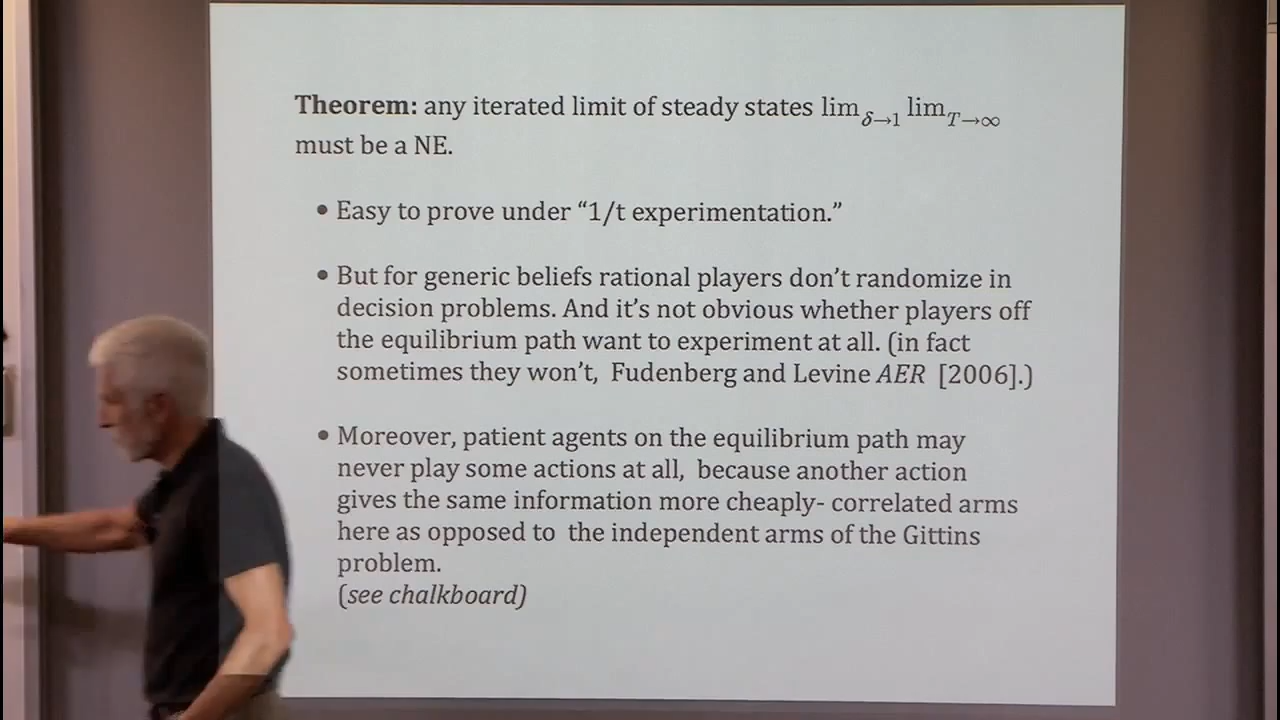 Theorem: any iterated limit of steady states lim δ→1 lim T→∞
must be a NE.
• Easy to prove under “1/t experimentation.”
• But for generic beliefs rational players don’t randomize in
decision problems. And it’s not obvious whether players off
the equilibrium path want to experiment at all. (in fact
sometimes they won’t, Fudenberg and Levine AER [2006].)
• Moreover, patient agents on the equilibrium path may
never play some actions at all, because another action
gives the same information more cheaply- correlated arms
here as opposed to the independent arms of the Gittins
problem.
(see chalkboard)